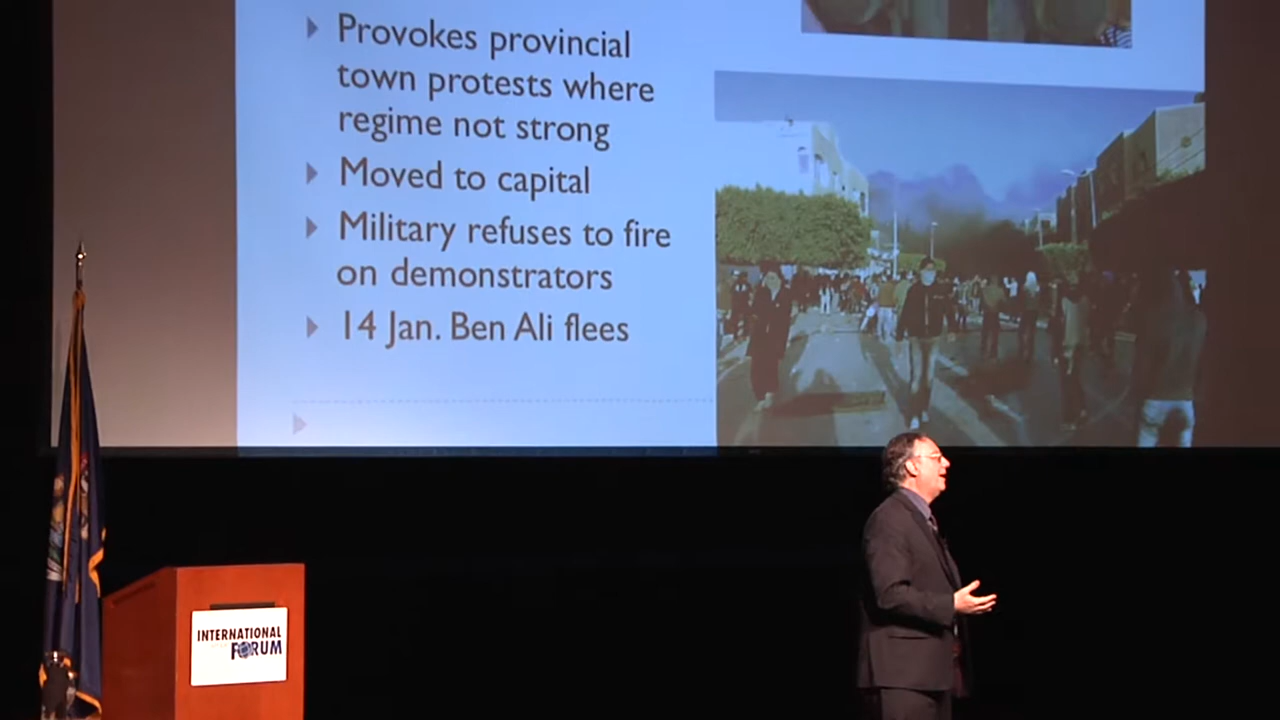 Provokes provincial
town protests where
regime not strong
Moved to capital
Military refuses to fire
on demonstrators
14 Jan. Ben Ali flees
INTERNATIONAL
FORUM